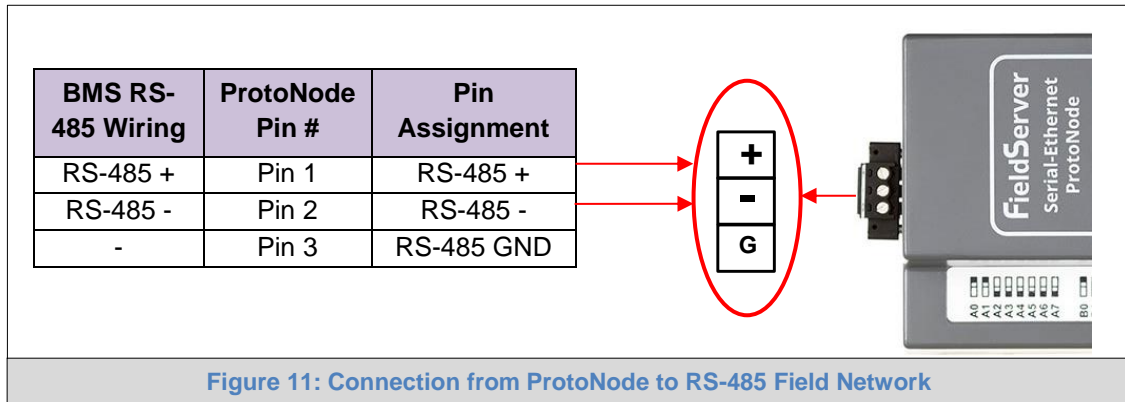 BMS RS-
485 Wiring
ProtoNode
Pin #
Pin
Assignment
RS-485 +
Pin 1
RS-485 +
RS-485 -
Pin 2
RS-485 -
-
Pin 3
RS-485 GND
+
-
G
FieldServer
Serial-Ethernet
ProtoNode
A0
A1
A2
A3
A4
A5
A6
A7
B0
Figure 11: Connection from ProtoNode to RS-485 Field Network